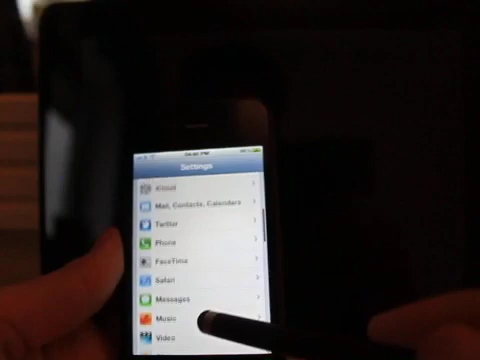 Settings
iCloud
Mail, Contacts, Calendars
Twitter
Phone
FaceTime
Safari
Messages
Music
Video